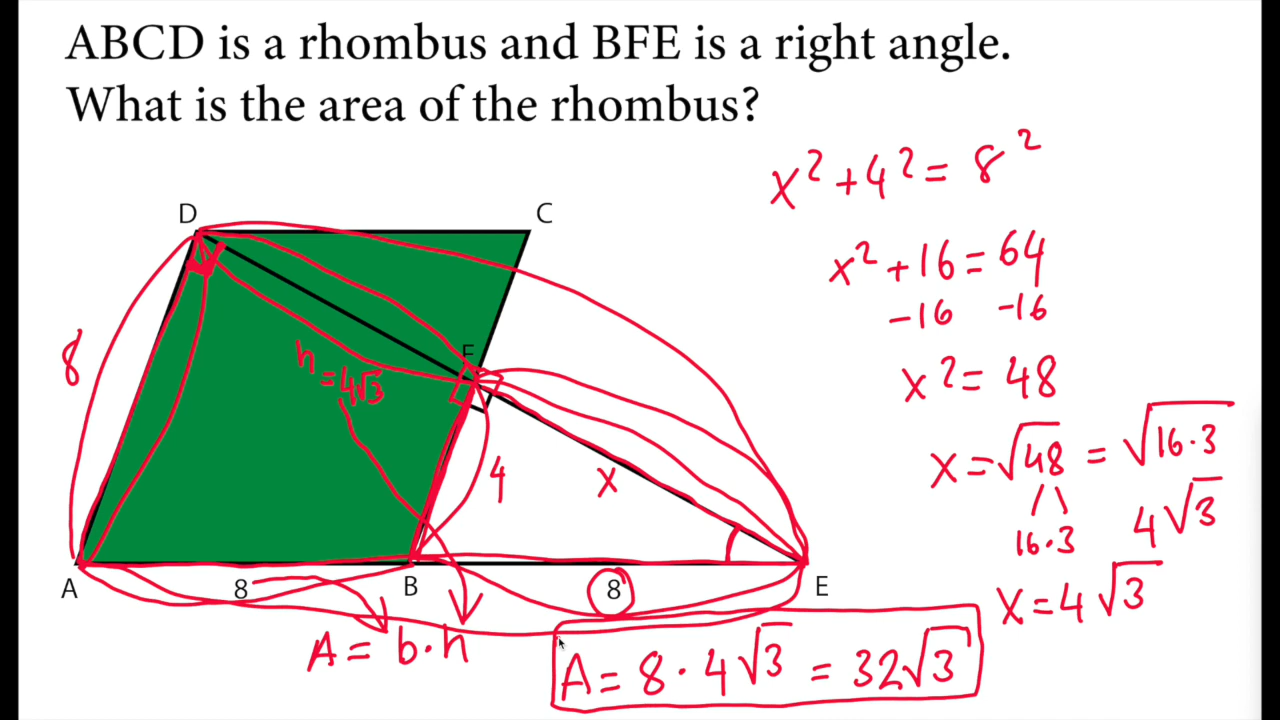 ABCD is a rhombus and BFE is a right angle.
What is the area of the rhombus?
x² + 4² = 8²
D
C
x² + 16 = 64
-16 -16
8
F
h = 4√3
x² = 48
x = √48 = √16·3
4
x
16·3
4√3
A
8
B
8
E
x = 4√3
A = b·h
A = 8·4√3 = 32√3